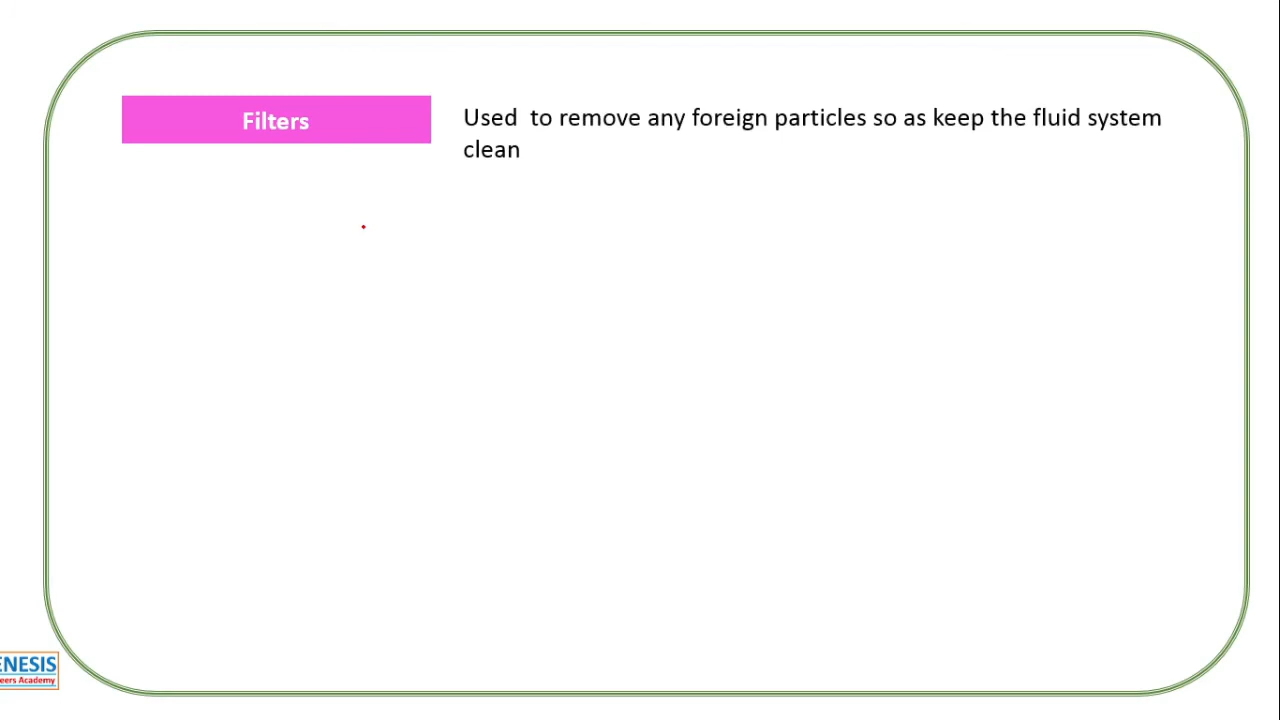 Filters
Used to remove any foreign particles so as keep the fluid system
clean
ENESIS
eers Academy